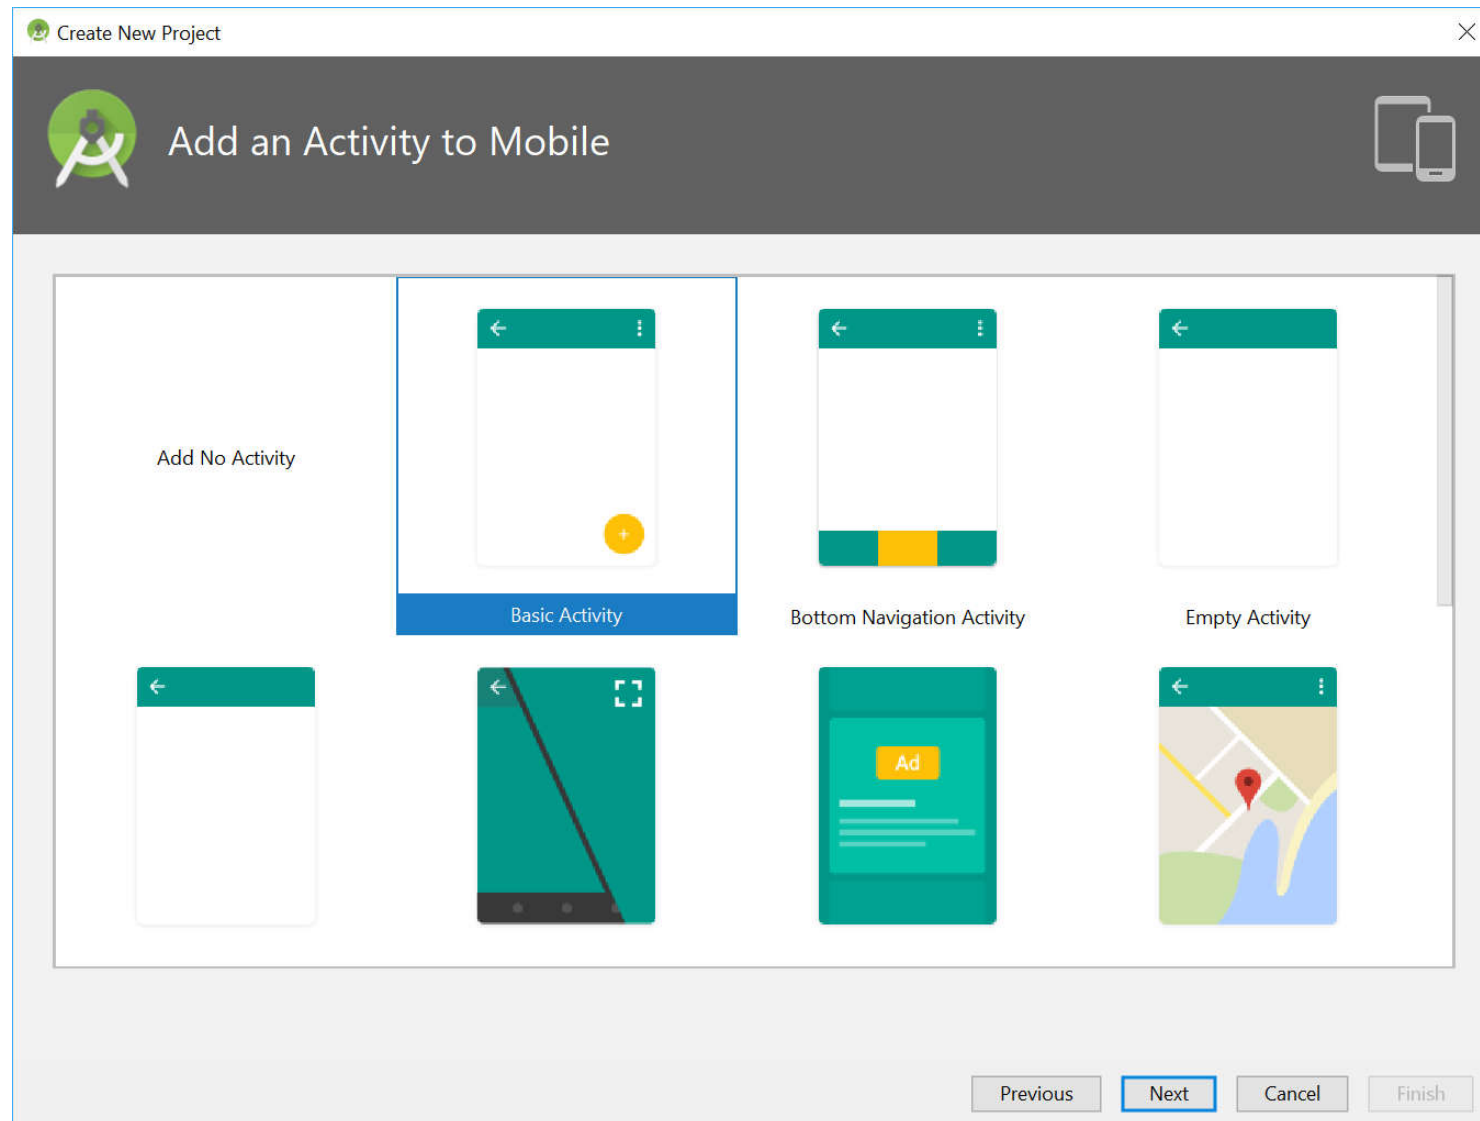 Create New Project
Add an Activity to Mobile
Add No Activity
Basic Activity
Bottom Navigation Activity
Empty Activity
Ad
Previous
Next
Cancel
Finish